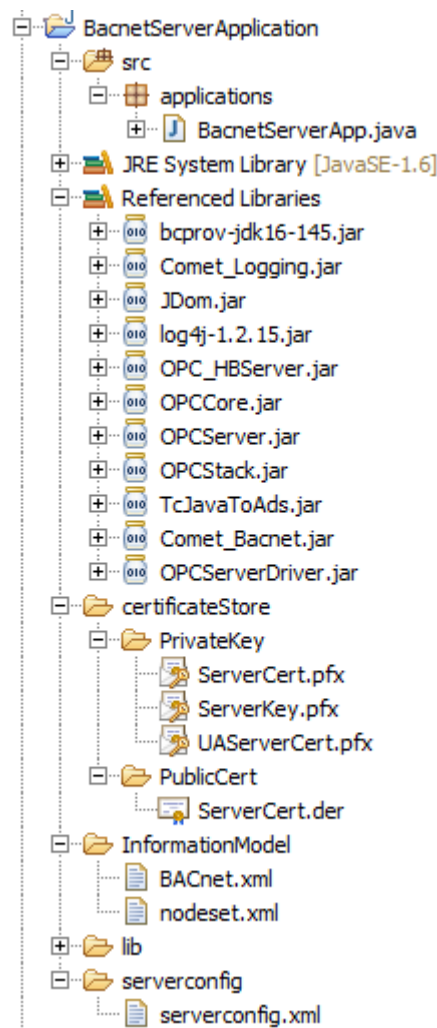 BacnetServerApplication
src
applications
BacnetServerApp.java
JRE System Library [JavaSE-1.6]
Referenced Libraries
bcprov-jdk16-145.jar
Comet_Logging.jar
JDom.jar
log4j-1.2.15.jar
OPC_HBServer.jar
OPCCore.jar
OPCServer.jar
OPCStack.jar
TcJavaToAds.jar
Comet_Bacnet.jar
OPCServerDriver.jar
certificateStore
PrivateKey
ServerCert.pfx
ServerKey.pfx
UAServerCert.pfx
PublicCert
ServerCert.der
InformationModel
BACnet.xml
nodeset.xml
lib
serverconfig
serverconfig.xml